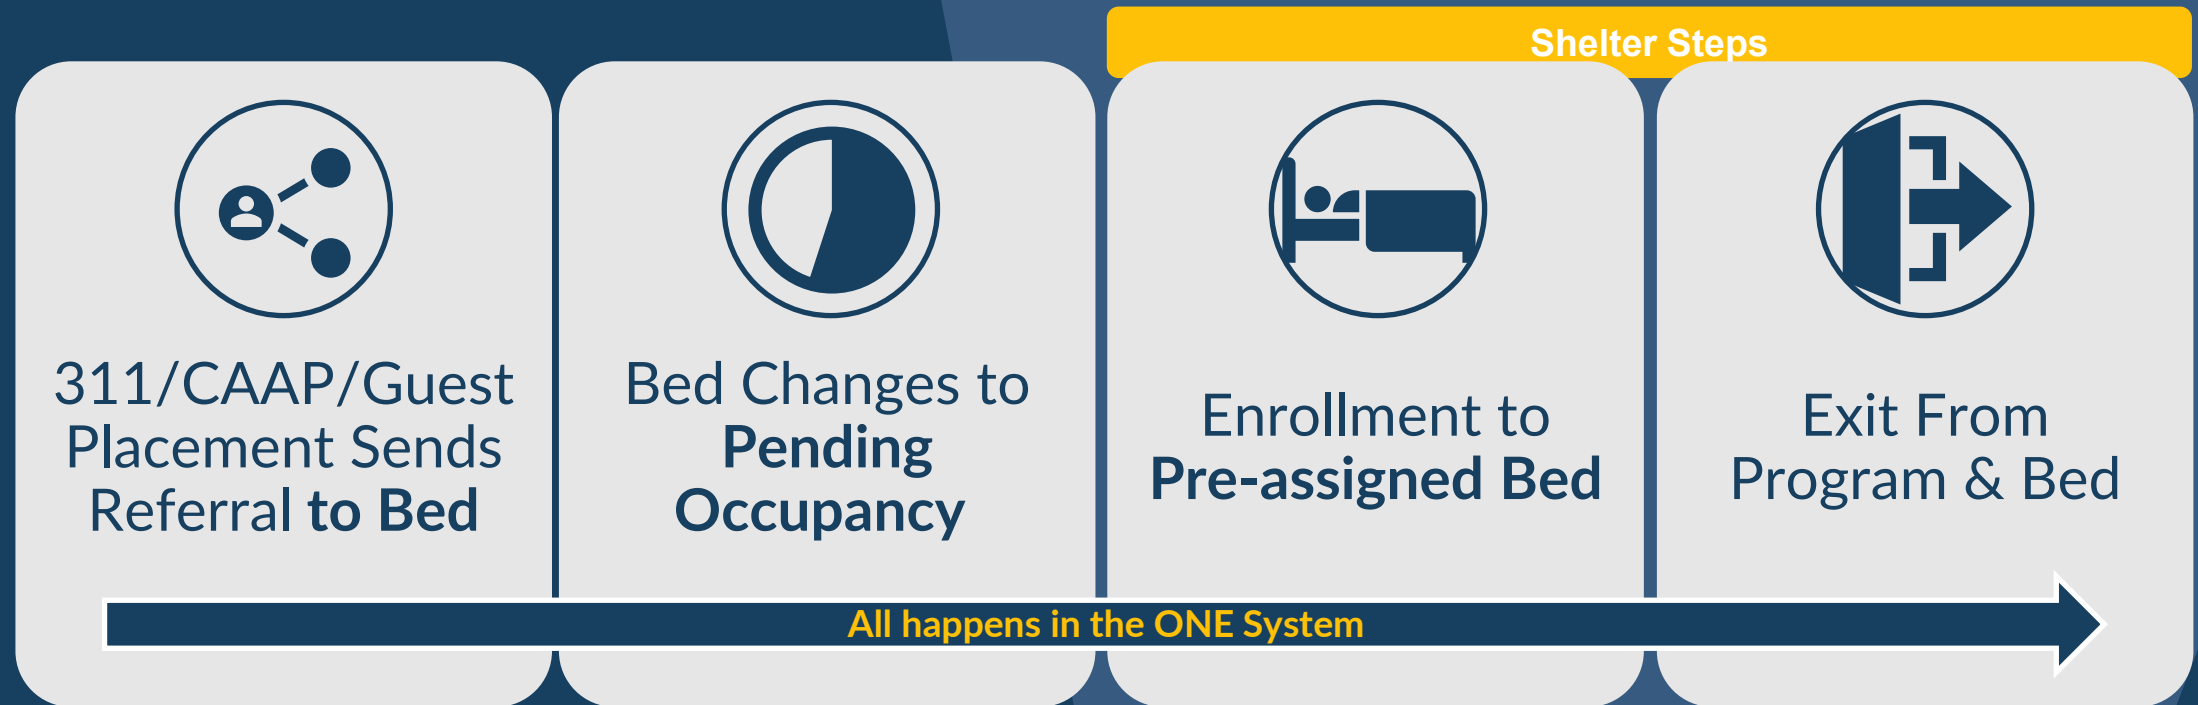 Shelter Steps
311/CAAP/Guest
Placement Sends
Referral to Bed
Bed Changes to
Pending
Occupancy
Enrollment to
Pre-assigned Bed
Exit From
Program & Bed
All happens in the ONE System